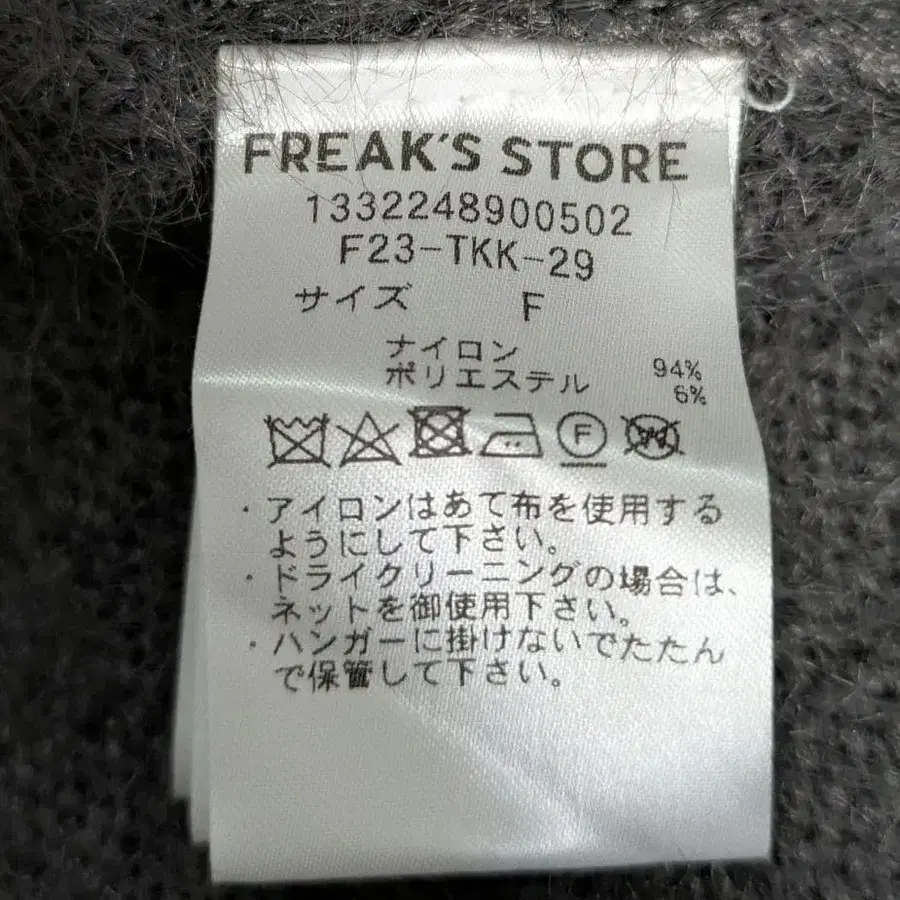 FREAK'S STORE
1332248900502
F23-TKK-29
サイズ F
ナイロン 94%
ポリエステル 6%
F W
・アイロンはあて布を使用する
ようにして下さい。
・ドライクリーニングの場合は、
ネットを御使用下さい。
・ハンガーに掛けないでたたん
で保管して下さい。